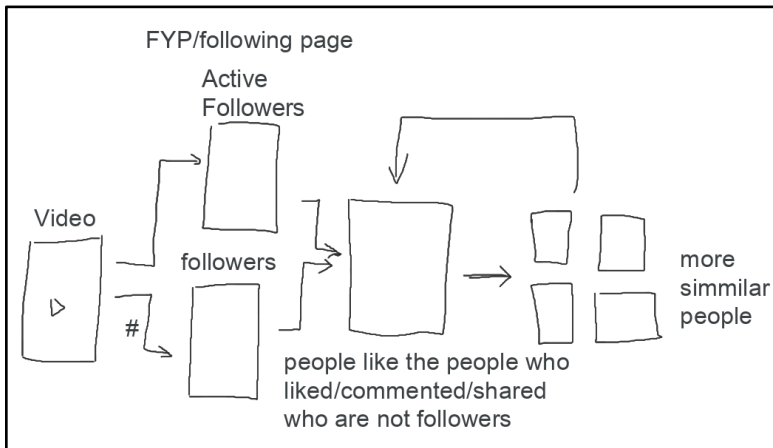 FYP/following page
Active
Followers
Video
followers
#
people like the people who
liked/commented/shared
who are not followers
more
simmilar
people